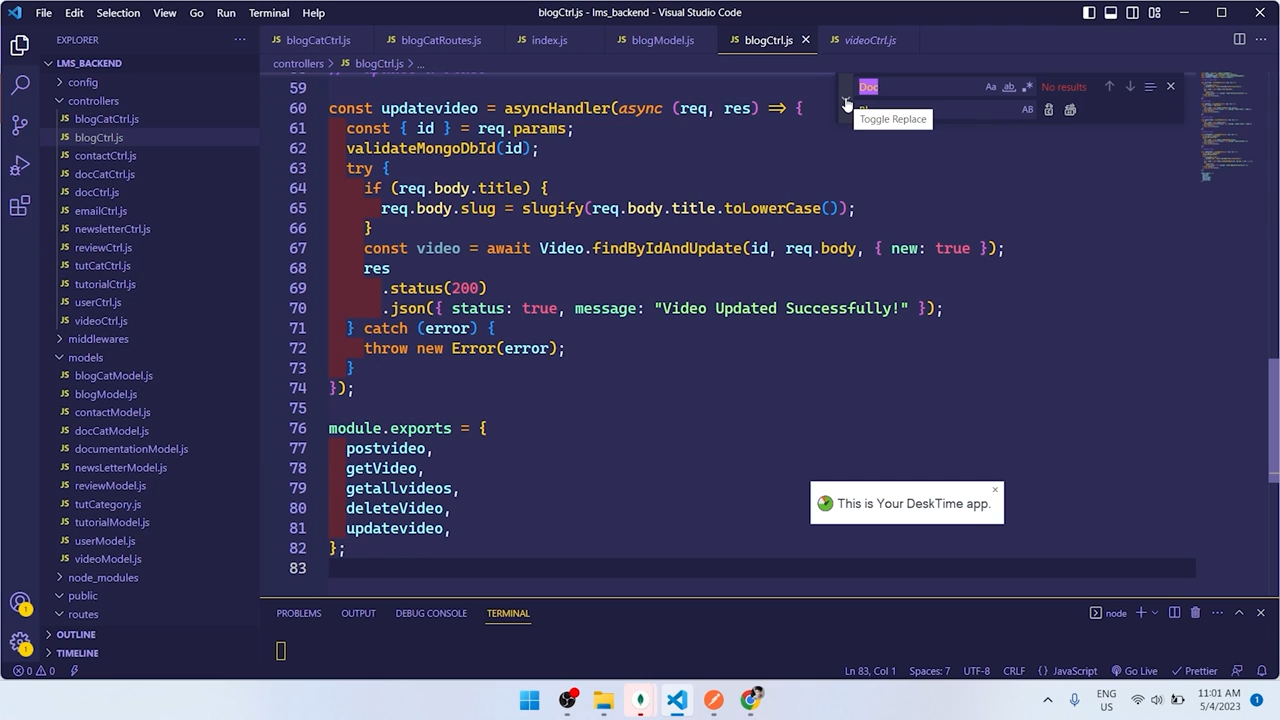 File Edit Selection View Go Run Terminal Help
blogCtrl.js - lms_backend - Visual Studio Code
EXPLORER
LMS_BACKEND
config
controllers
blogCatCtrl.js
blogCtrl.js
contactCtrl.js
docCatCtrl.js
docCtrl.js
emailCtrl.js
newsletterCtrl.js
reviewCtrl.js
tutCatCtrl.js
tutorialCtrl.js
userCtrl.js
videoCtrl.js
middlewares
models
blogCatModel.js
blogModel.js
contactModel.js
docCatModel.js
documentationModel.js
newsLetterModel.js
reviewModel.js
tutCategory.js
tutorialModel.js
userModel.js
videoModel.js
node_modules
public
routes
OUTLINE
TIMELINE
blogCatCtrl.js blogCatRoutes.js index.js blogModel.js blogCtrl.js videoCtrl.js
controllers > blogCtrl.js > ...
Doc Aa ab No results
AB
Toggle Replace
59
60 const updatevideo = asyncHandler(async (req, res) => {
61 const { id } = req.params;
62 validateMongoDbId(id);
63 try {
64 if (req.body.title) {
65 req.body.slug = slugify(req.body.title.toLowerCase());
66 }
67 const video = await Video.findByIdAndUpdate(id, req.body, { new: true });
68 res
69 .status(200)
70 .json({ status: true, message: "Video Updated Successfully!" });
71 } catch (error) {
72 throw new Error(error);
73 }
74 });
75
76 module.exports = {
77 postvideo,
78 getVideo,
79 getallvideos,
80 deleteVideo,
81 updatevideo,
82 };
83
This is Your DeskTime app.
PROBLEMS OUTPUT DEBUG CONSOLE TERMINAL
node
1
1
0 0 Ln 83, Col 1 Spaces: 7 UTF-8 CRLF {} JavaScript Go Live Prettier
ENG
US
11:01 AM
5/4/2023
1